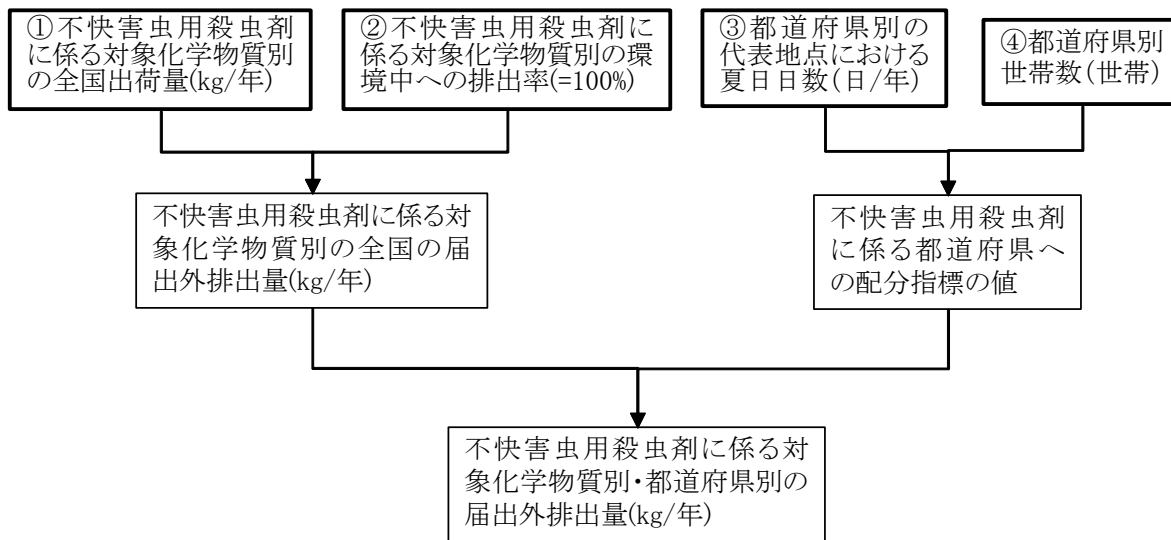 ①不快害虫用殺虫剤
に係る対象化学物質別
の全国出荷量(kg/年)
②不快害虫用殺虫剤に
係る対象化学物質別の環
境中への排出率(=100%)
③都道府県別の
代表地点における
夏日日数(日/年)
④都道府県別
世帯数(世帯)
不快害虫用殺虫剤に係る対
象化学物質別の全国の届
出外排出量(kg/年)
不快害虫用殺虫剤
に係る都道府県へ
の配分指標の値
不快害虫用殺虫剤に係る対
象化学物質別・都道府県別の
届出外排出量(kg/年)